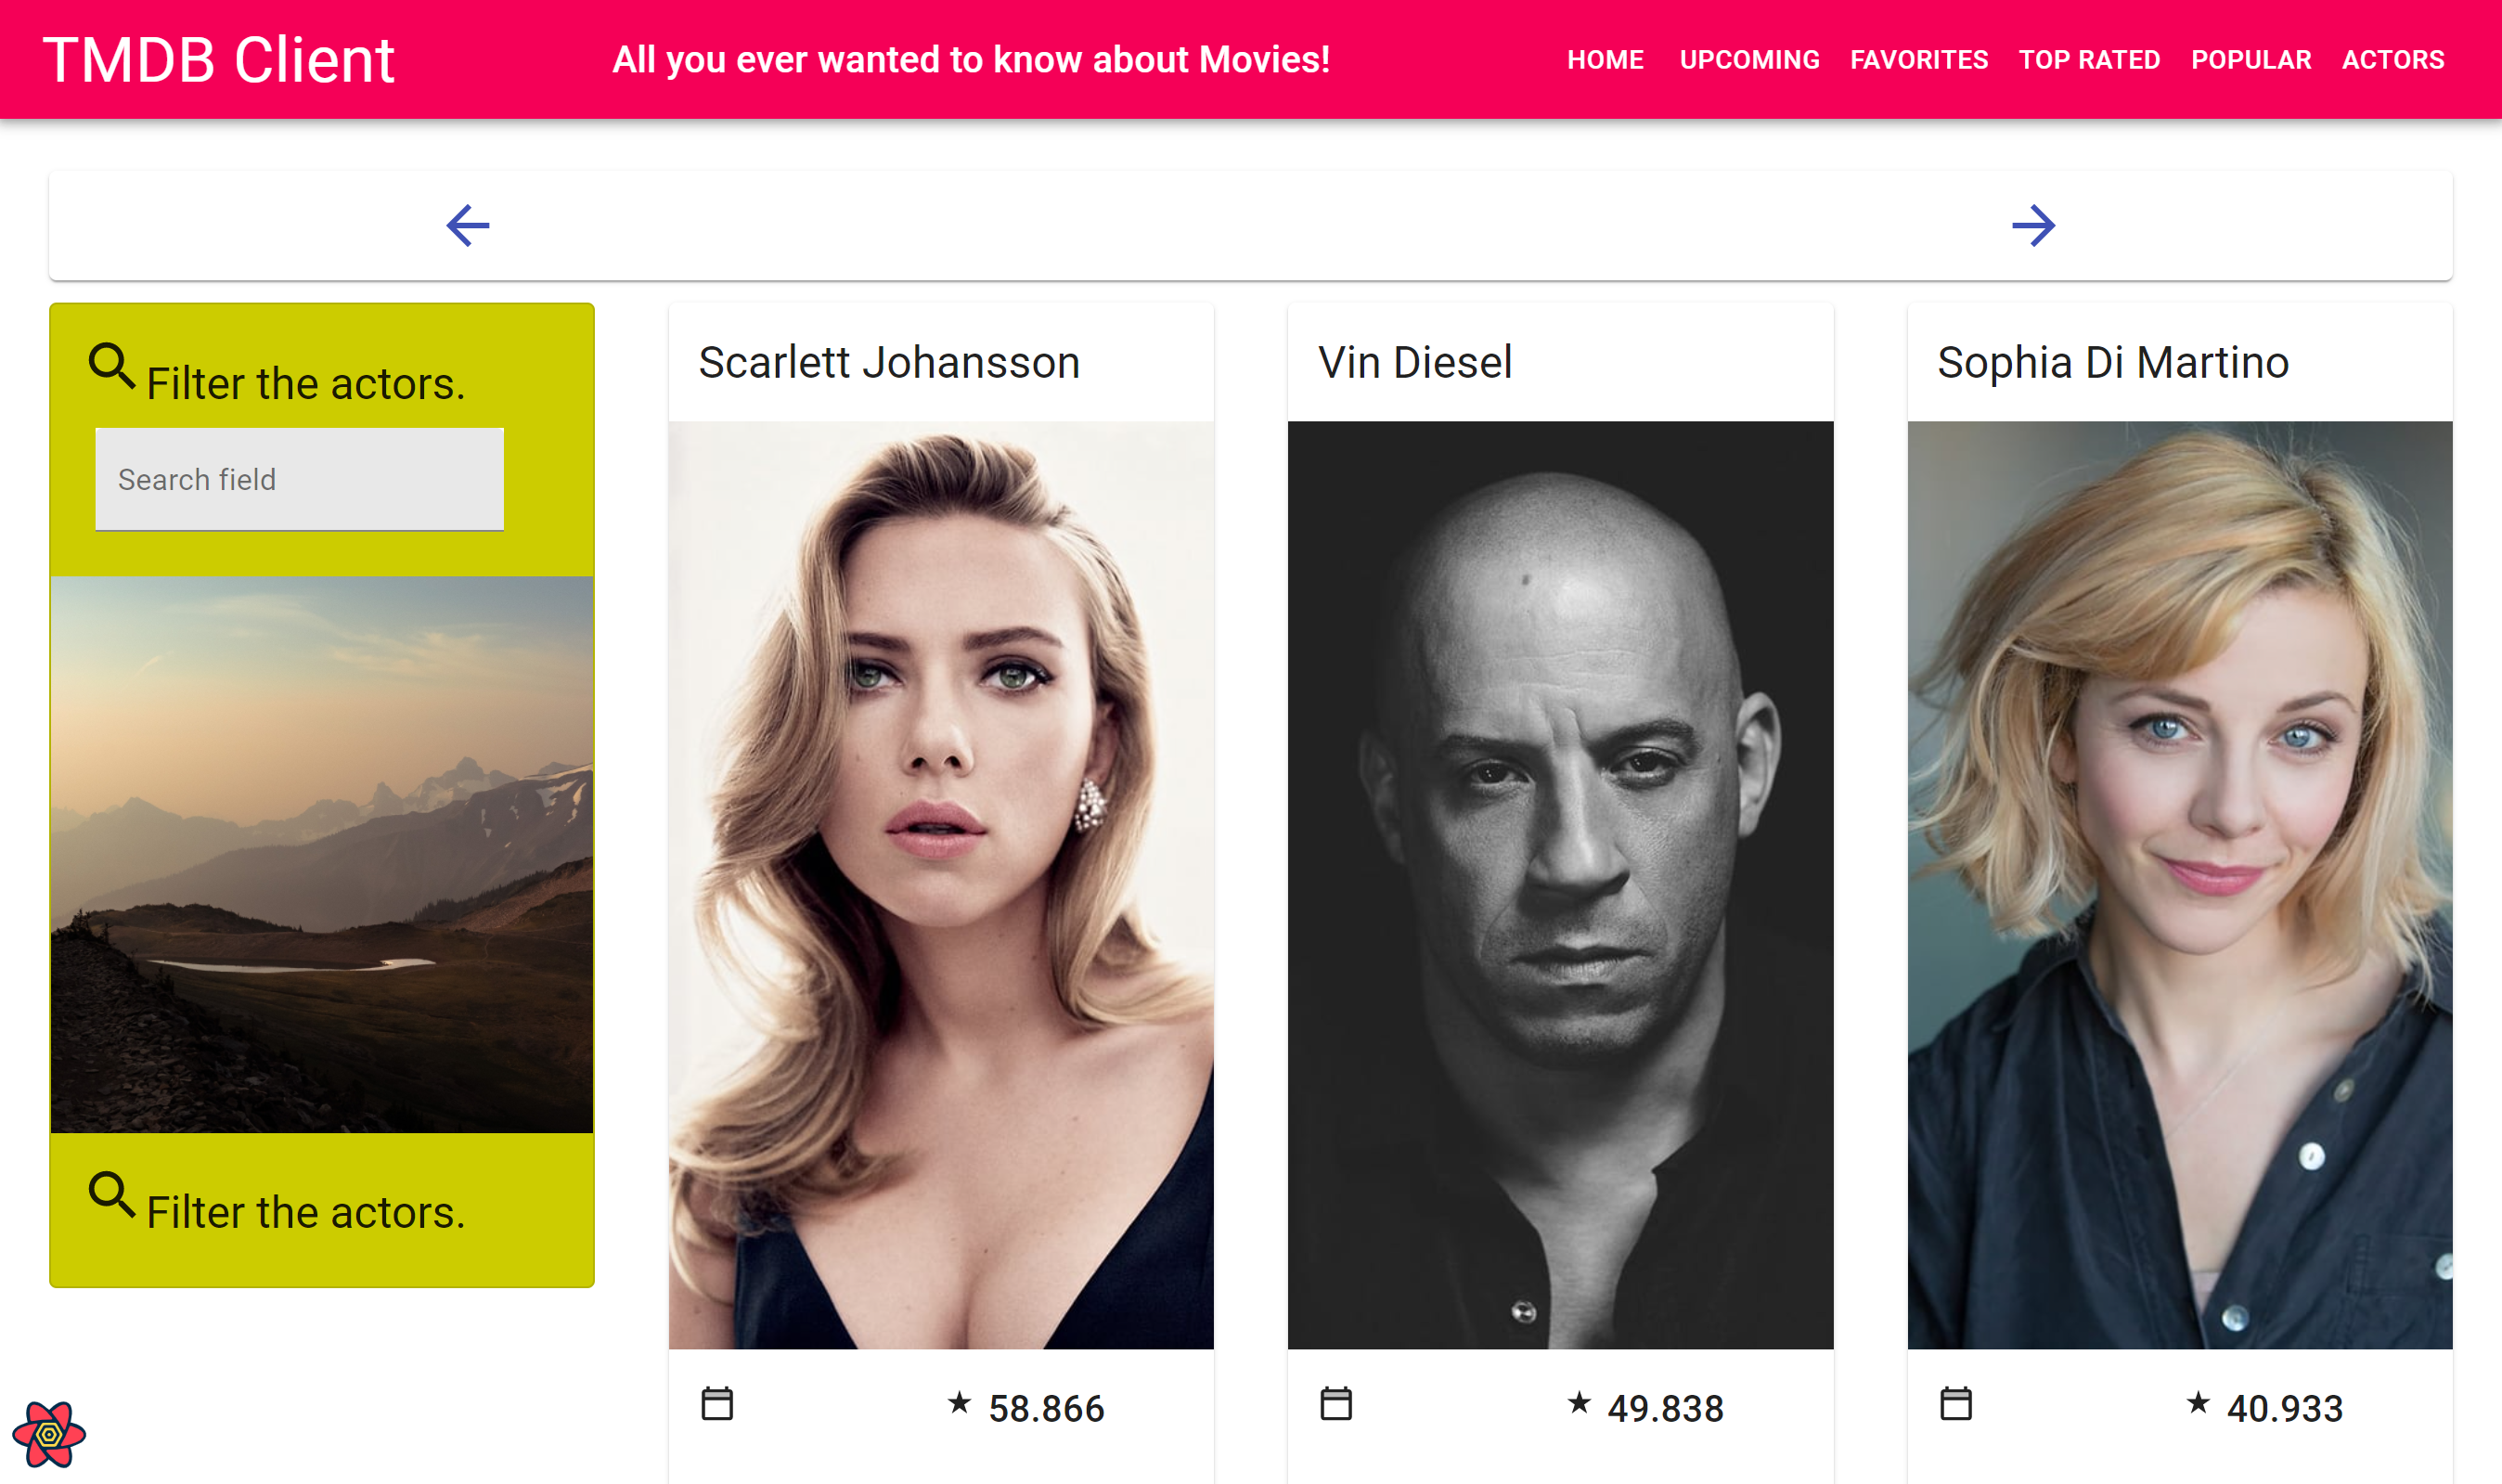 TMDB Client
All you ever wanted to know about Movies!
HOME UPCOMING FAVORITES TOP RATED POPULAR ACTORS
Filter the actors.
Search field
Filter the actors.
Scarlett Johansson
58.866
Vin Diesel
49.838
Sophia Di Martino
40.933